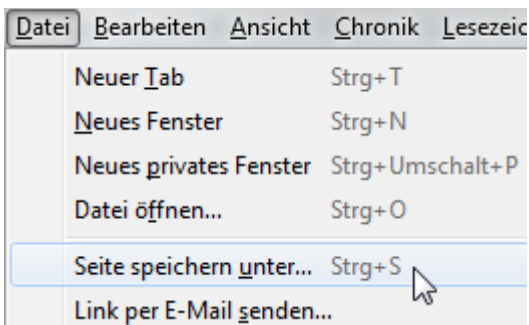 Datei Bearbeiten Ansicht Chronik
Neuer Tab Strg+T
Neues Fenster Strg+N
Neues privates Fenster Strg+Umschalt+P
Datei öffnen... Strg+O
Seite speichern unter... Strg+S
Link per E-Mail senden...